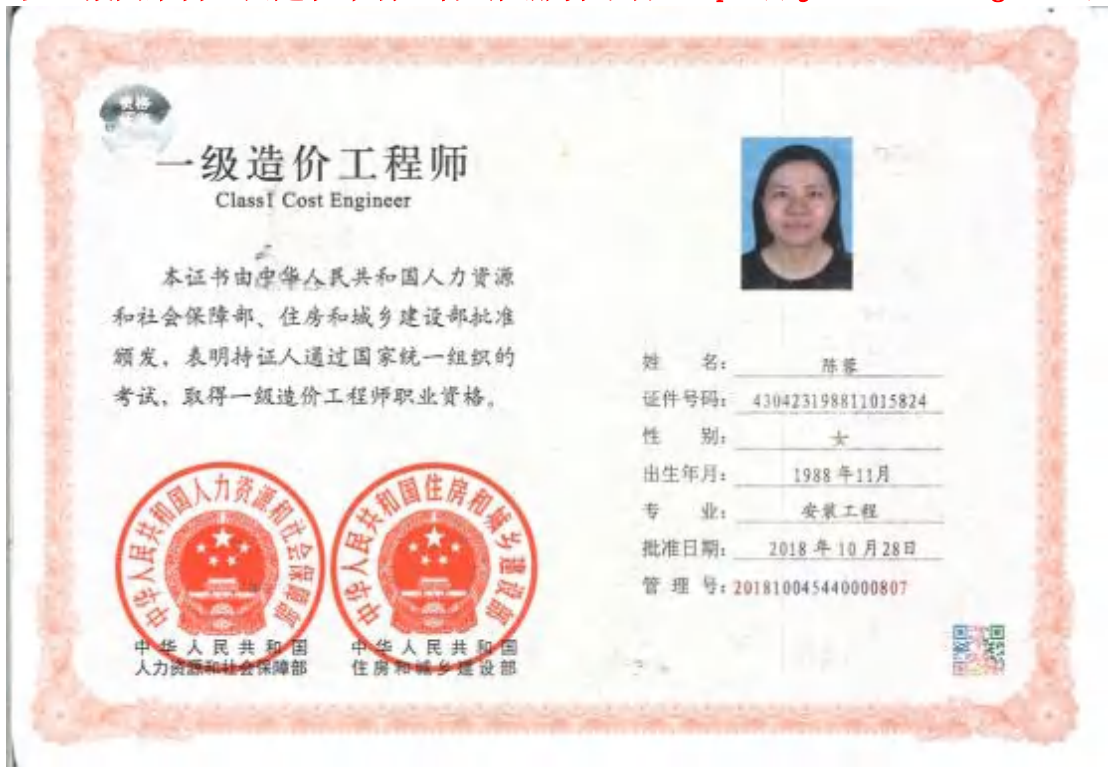 一级造价工程师
ClassI Cost Engineer
本证书由中华人民共和国人力资源
和社会保障部、住房和城乡建设部批准
颁发,表明持证人通过国家统一组织的
考试,取得一级造价工程师职业资格。
中华人民共和国人力资源和社会保障部
中华人民共和国住房和城乡建设部
中华人民共和国
人力资源和社会保障部
中华人民共和国
住房和城乡建设部
姓 名: 陈蓉
证件号码: 430423198811015824
性 别: 女
出生年月: 1988年11月
专 业: 安装工程
批准日期: 2018年10月28日
管 理 号: 201810045440000807